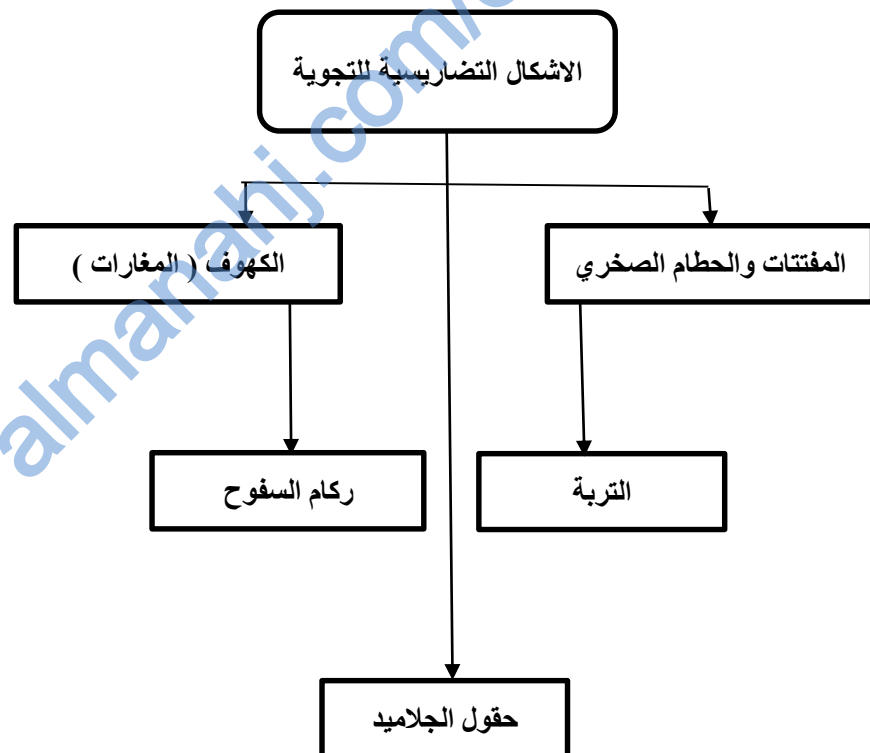 الاشكال التضاريسية للتجوية
المفتتات والحطام الصخري
الكهوف ( المغارات )
التربة
ركام السفوح
حقول الجلاميد
almanahj.com/